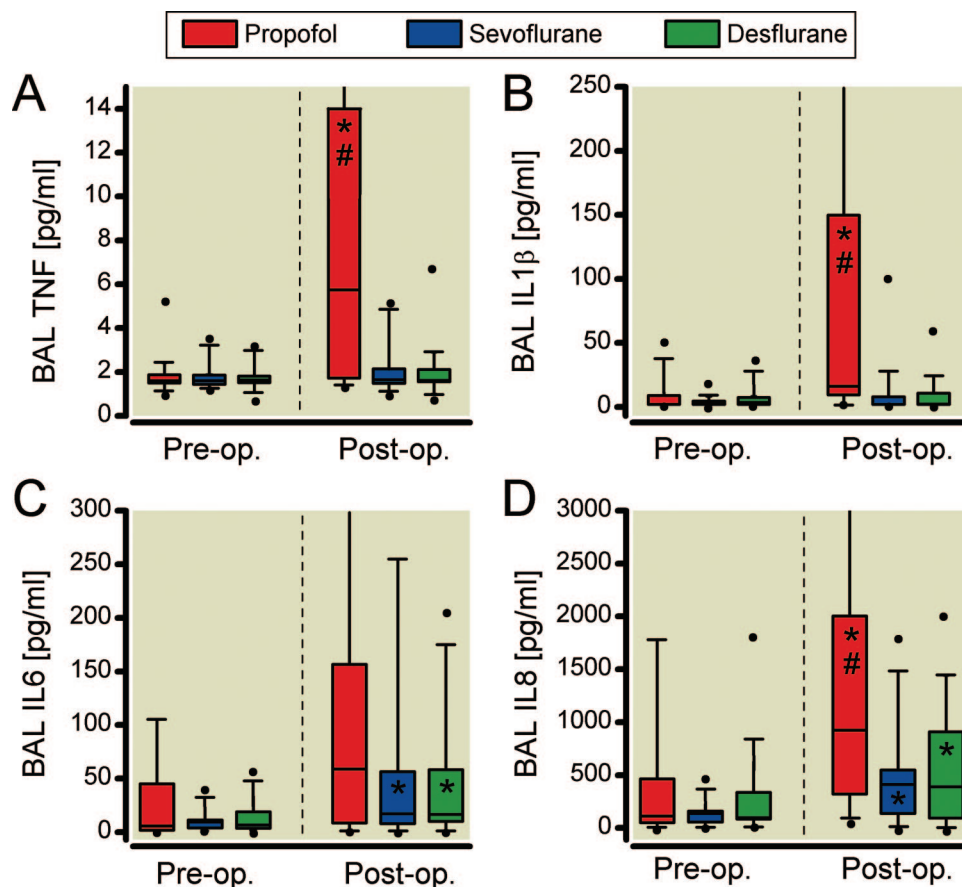 Propofol Sevoflurane Desflurane
A
BAL TNF [pg/ml]
14
12
10
8
6
4
2
0
*
#
Pre-op. Post-op.
B
BAL IL1β [pg/ml]
250
200
150
100
50
0
*
#
Pre-op. Post-op.
C
BAL IL6 [pg/ml]
300
250
200
150
100
50
0
* *
Pre-op. Post-op.
D
BAL IL8 [pg/ml]
3000
2500
2000
1500
1000
500
0
*
#
*
*
Pre-op. Post-op.